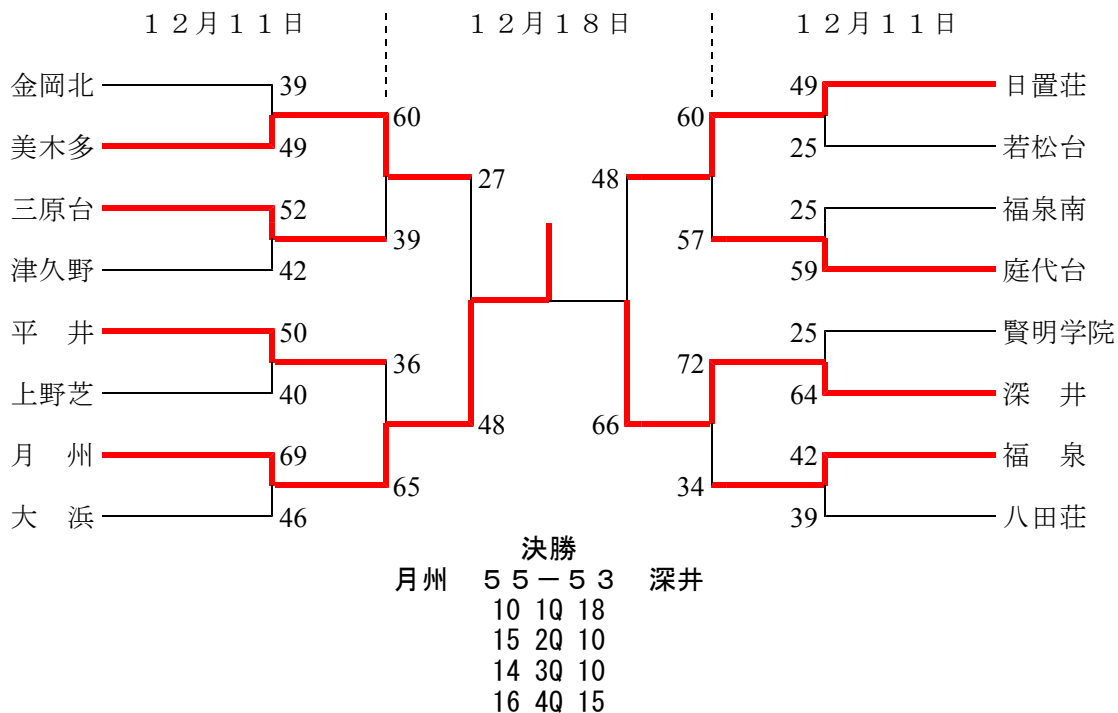 １２月１１日　１２月１８日　１２月１１日
金岡北 39 49 日置荘
60 60
美木多 49 25 若松台
27 48
三原台 52 25 福泉南
39 57
津久野 42 59 庭代台
平　井 50 25 賢明学院
36 72
上野芝 40 64 深　井
48 66
月　州 69 42 福　泉
65 34
大　浜 46 39 八田荘
決勝
月州　５５－５３　深井
10 1Q 18
15 2Q 10
14 3Q 10
16 4Q 15